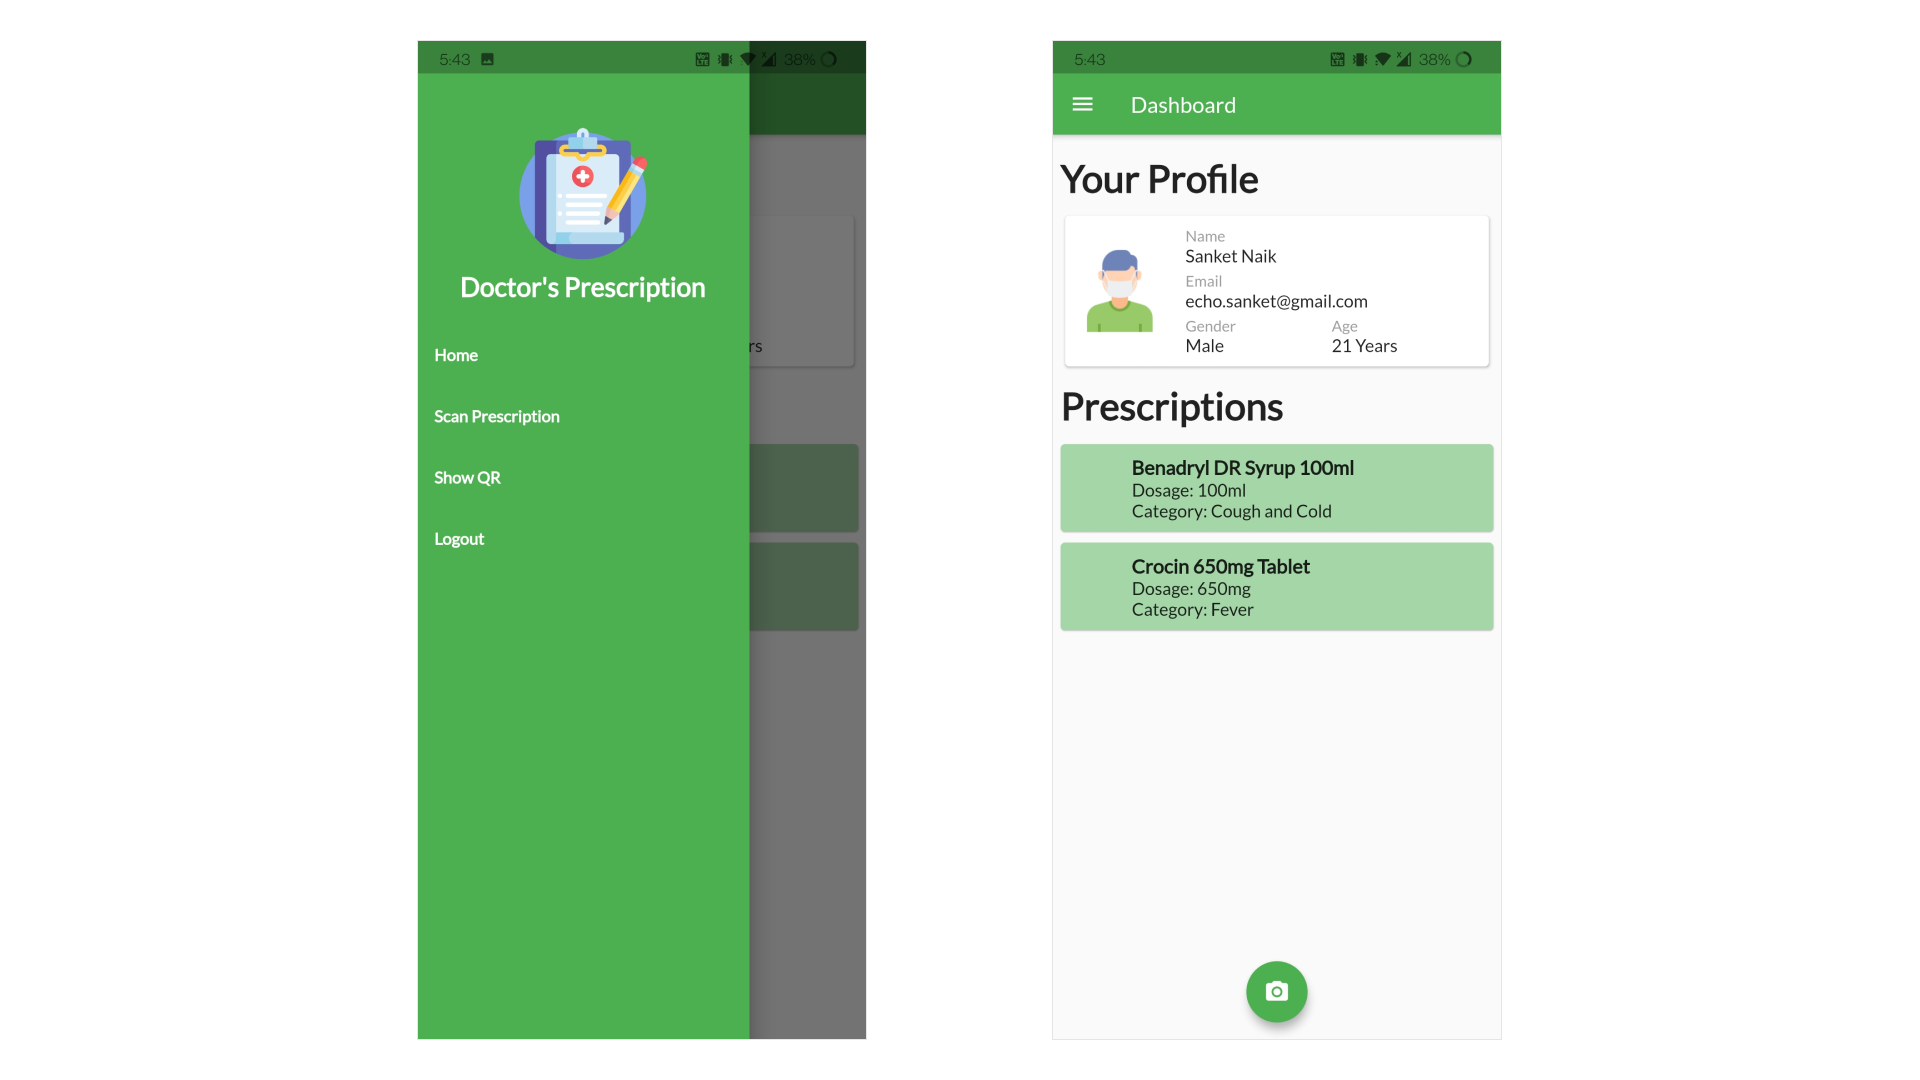 5:43
38%
Doctor's Prescription
Home
Scan Prescription
Show QR
Logout
rs
5:43
38%
Dashboard
Your Profile
Name
Sanket Naik
Email
echo.sanket@gmail.com
Gender Age
Male 21 Years
Prescriptions
Benadryl DR Syrup 100ml
Dosage: 100ml
Category: Cough and Cold
Crocin 650mg Tablet
Dosage: 650mg
Category: Fever